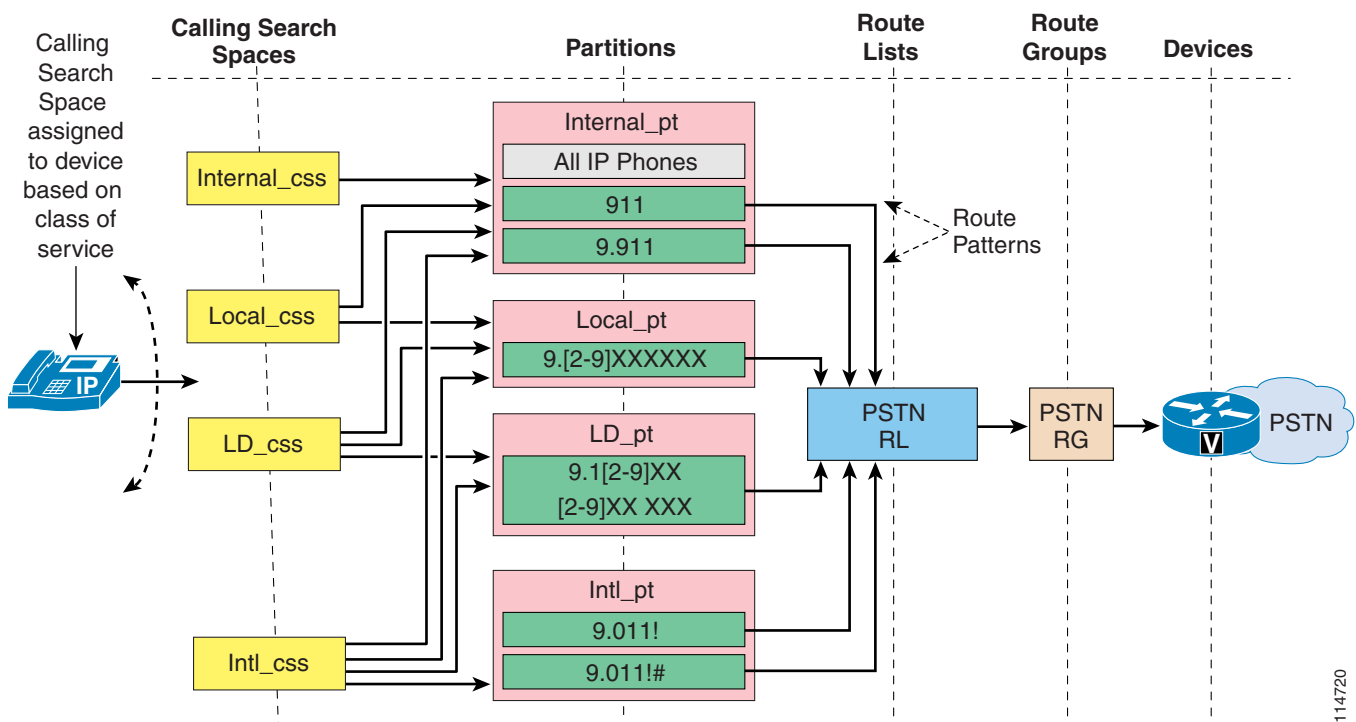 Calling
Search
Space
assigned
to device
based on
class of
service
Calling Search
Spaces
Partitions
Route
Lists
Route
Groups
Devices
Internal_css
Local_css
LD_css
Intl_css
IP
Internal_pt
All IP Phones
911
9.911
Local_pt
9.[2-9]XXXXXX
LD_pt
9.1[2-9]XX
[2-9]XX XXX
Intl_pt
9.011!
9.011!#
Route
Patterns
PSTN
RL
PSTN
RG
V
PSTN
114720